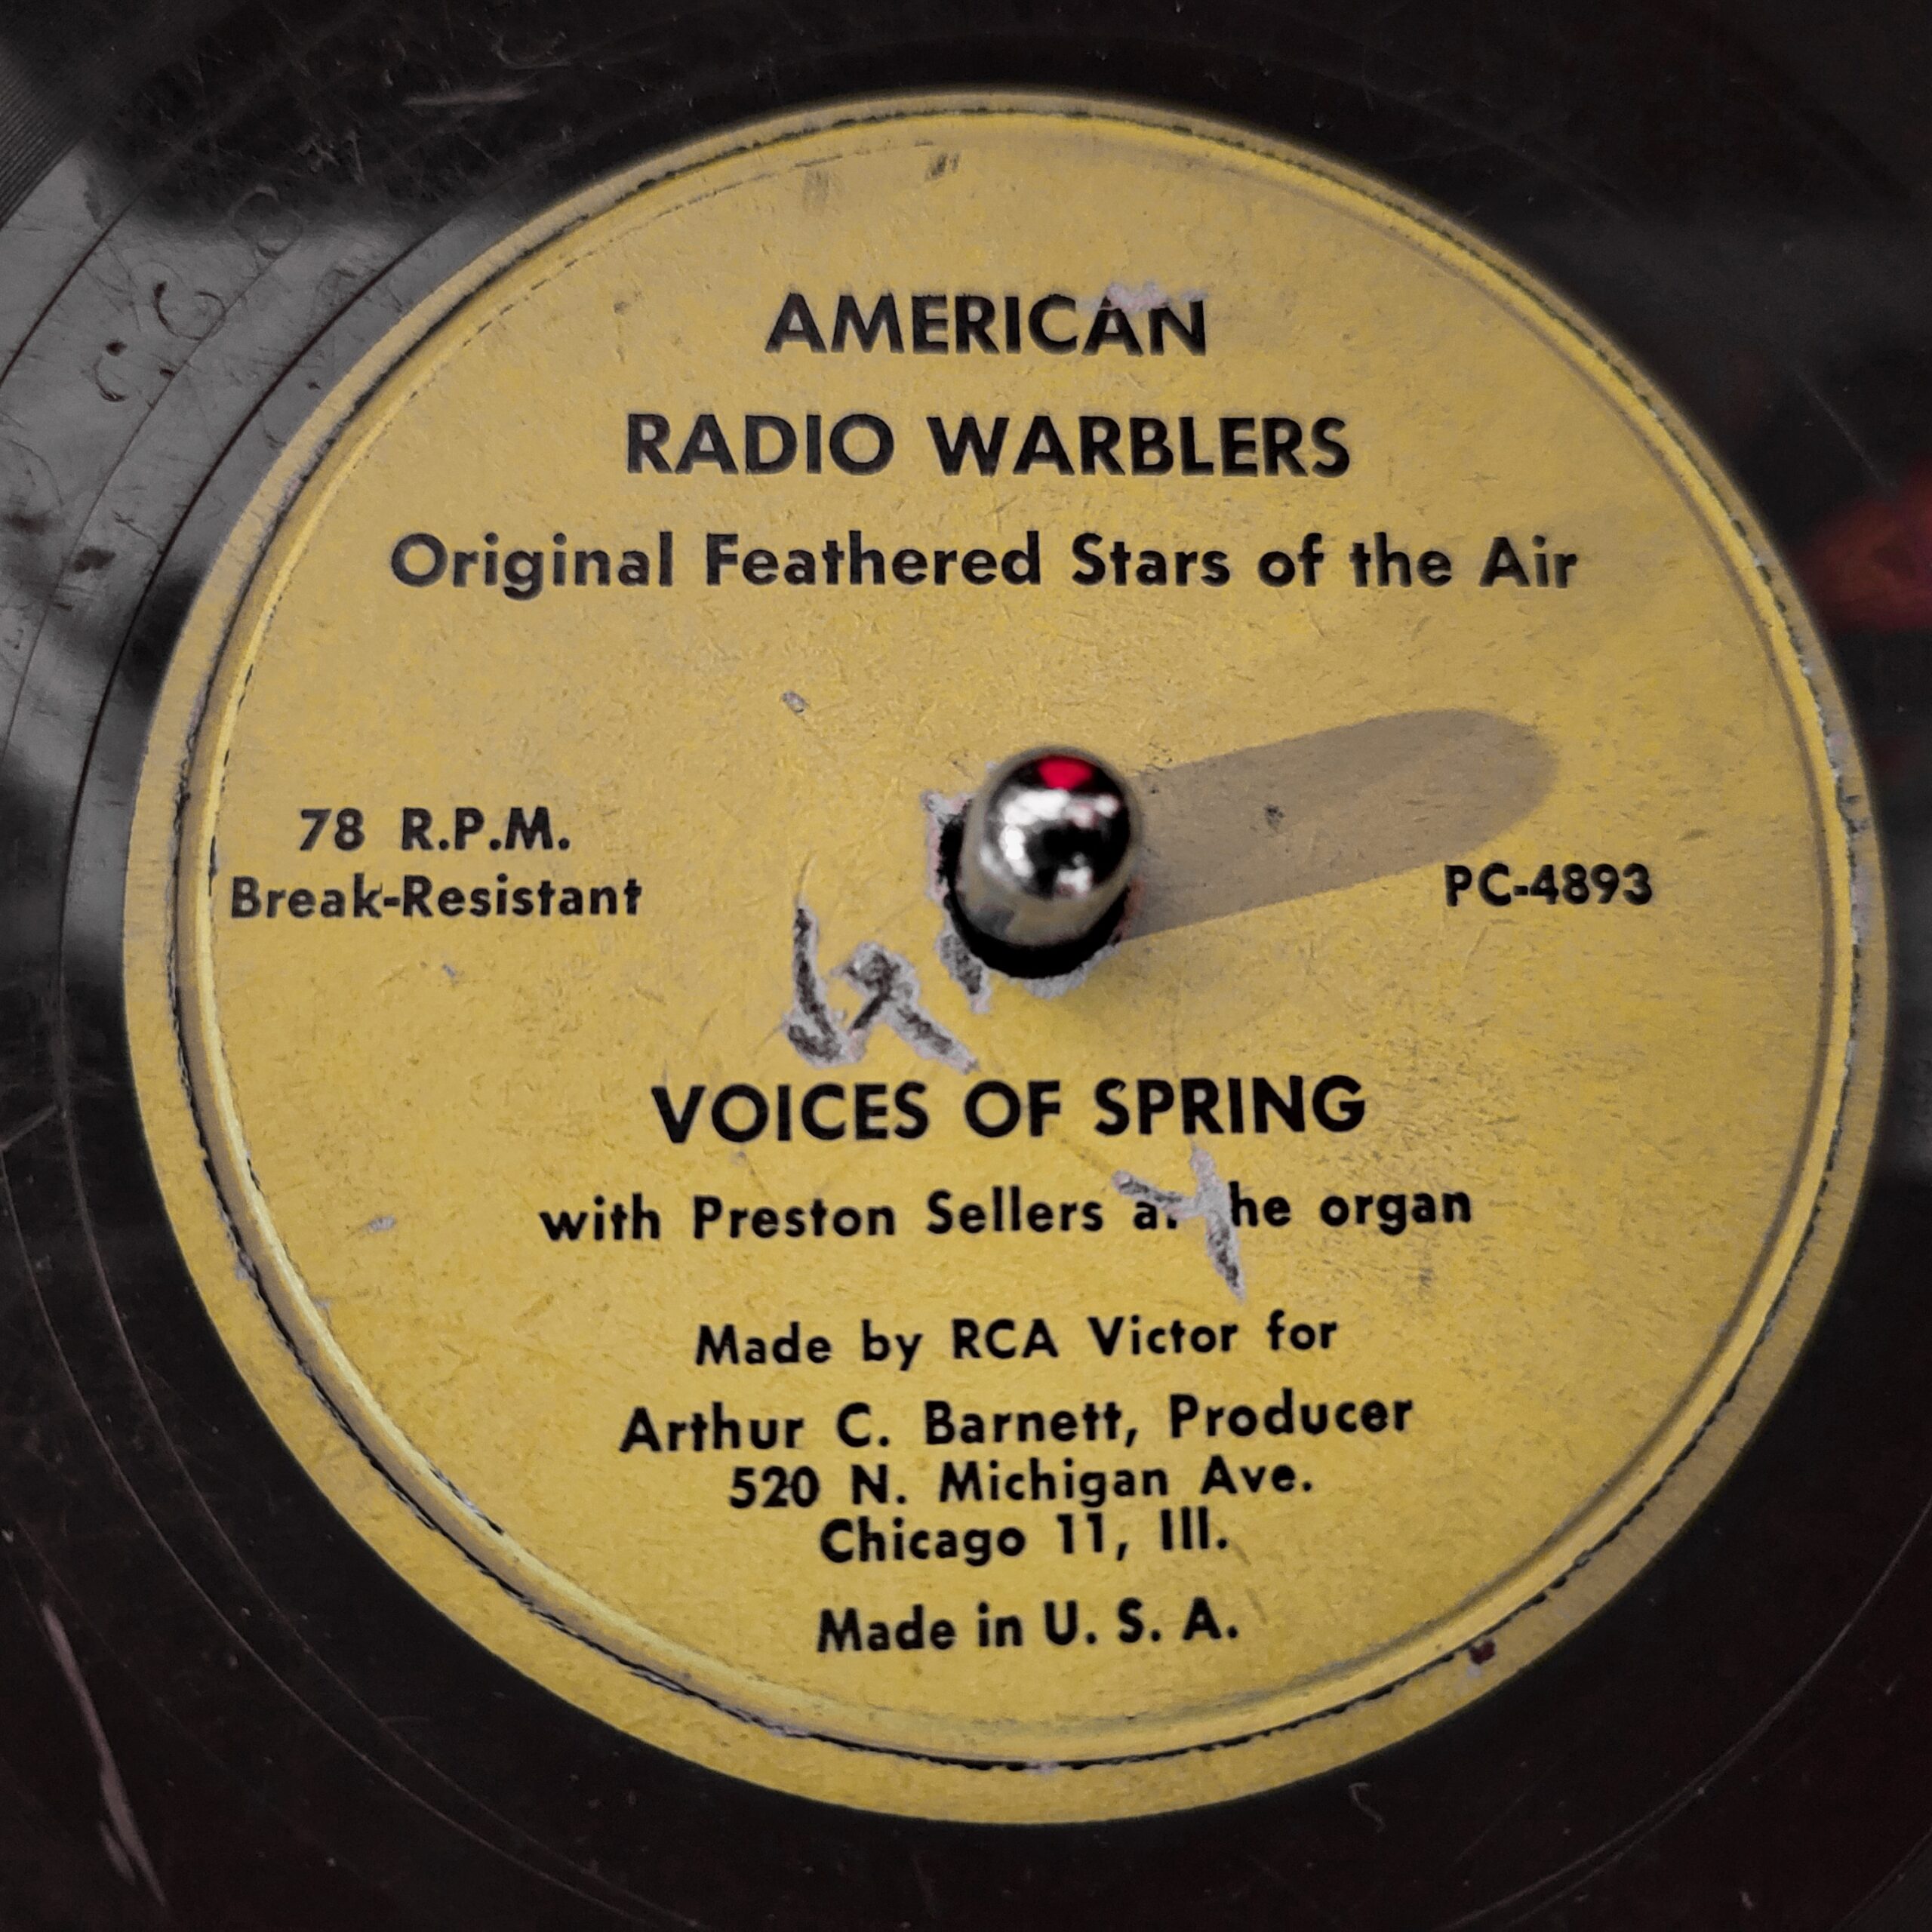 AMERICAN
RADIO WARBLERS
Original Feathered Stars of the Air
78 R.P.M.
Break-Resistant
PC-4893
VOICES OF SPRING
with Preston Sellers organ
Made by RCA Victor for
Arthur C. Barnett, Producer
520 N. Michigan Ave.
Chicago 11, Ill.
Made in U. S. A.